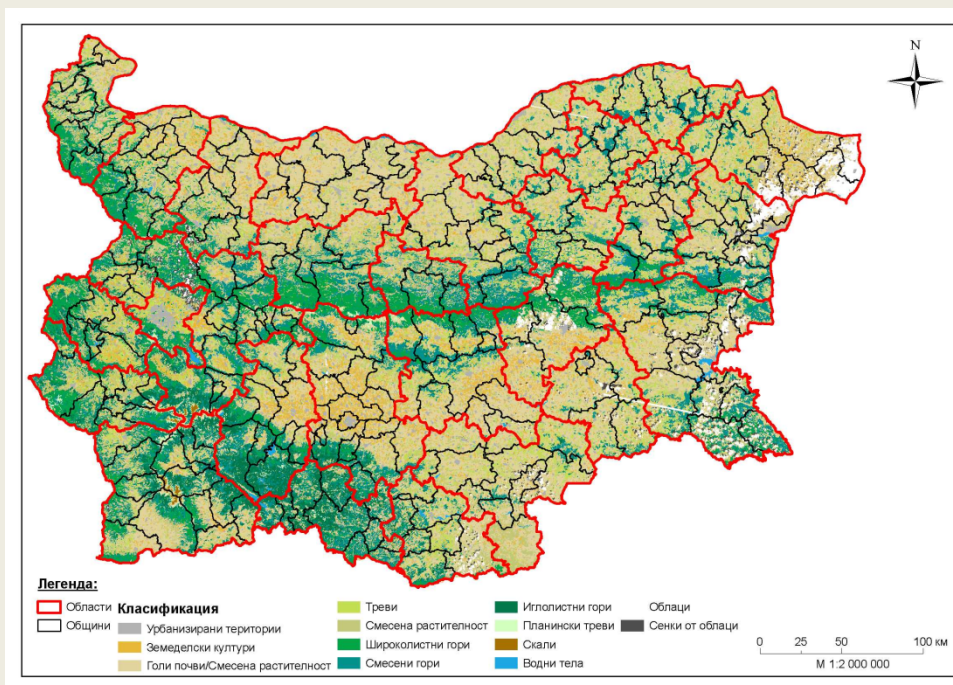 N
Легенда:
Области
Общини
Класификация
Урбанизирани територии
Земеделски култури
Голи почви/Смесена растителност
Треви
Смесена растителност
Широколистни гори
Смесени гори
Иглолистни гори
Планински треви
Скали
Водни тела
Облаци
Сенки от облаци
0 25 50 100 км
М 1:2 000 000